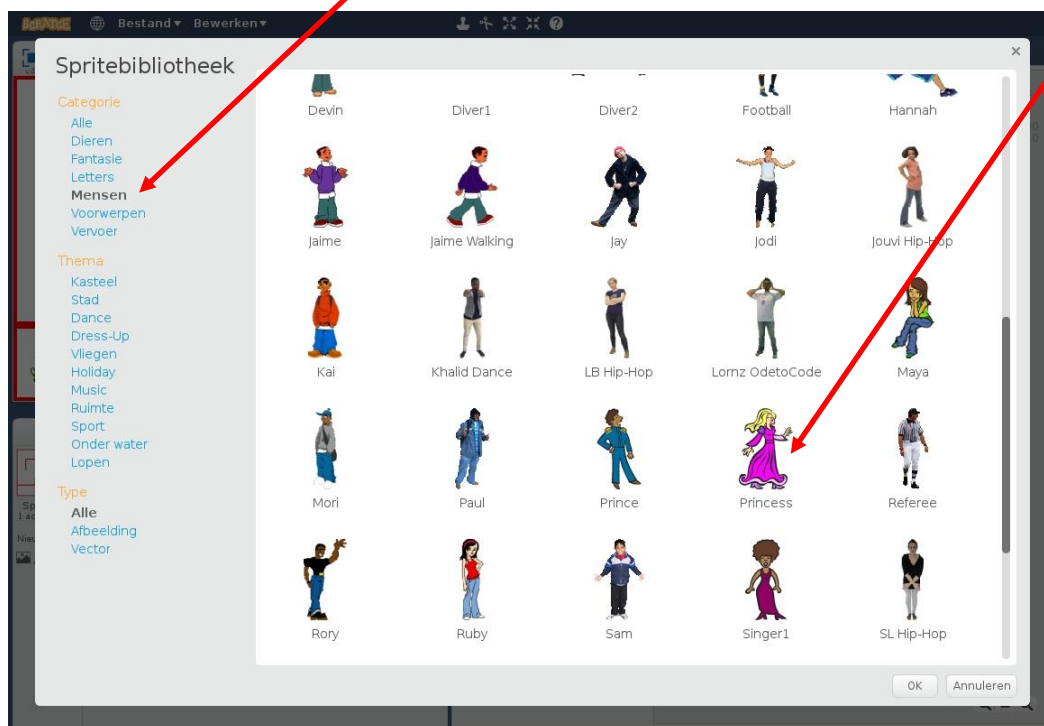 SCRATCH Bestand Bewerken
Spritebibliotheek
Categorie
Alle
Dieren
Fantasie
Letters
Mensen
Voorwerpen
Vervoer
Thema
Kasteel
Stad
Dance
Dress-Up
Vliegen
Holiday
Music
Ruimte
Sport
Onder water
Lopen
Type
Alle
Afbeelding
Vector
Devin Diver1 Diver2 Football Hannah
Jaime Jaime Walking Jay Jodi Jouvi Hip-Hop
Kai Khalid Dance LB Hip-Hop Lornz OdetoCode Maya
Mori Paul Prince Princess Referee
Rory Ruby Sam Singer1 SL Hip-Hop
OK Annuleren